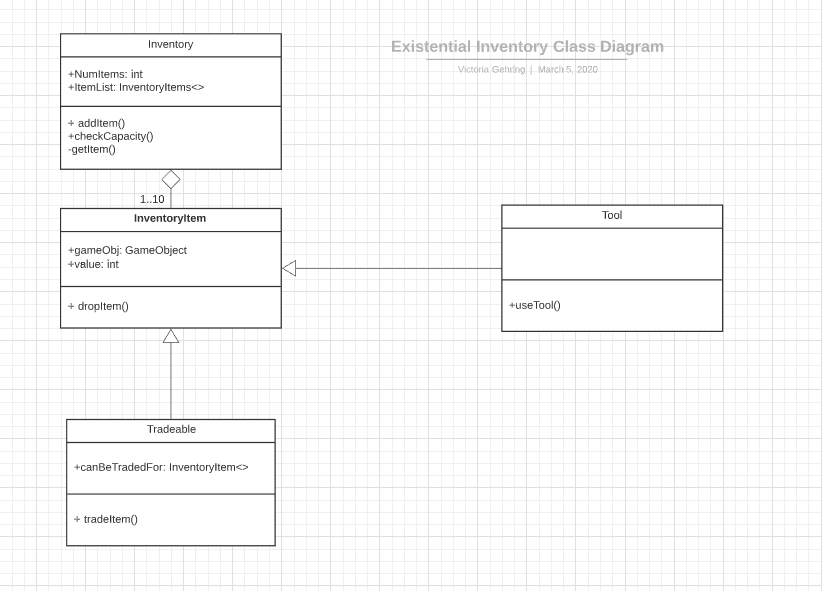 Existential Inventory Class Diagram
Victoria Gehring | March 5, 2020
Inventory
+NumItems: int
+ItemList: InventoryItems<>
+ addItem()
+checkCapacity()
-getItem()
1..10
InventoryItem
+gameObj: GameObject
+value: int
+ dropItem()
Tool
+useTool()
Tradeable
+canBeTradedFor: InventoryItem<>
+ tradeItem()